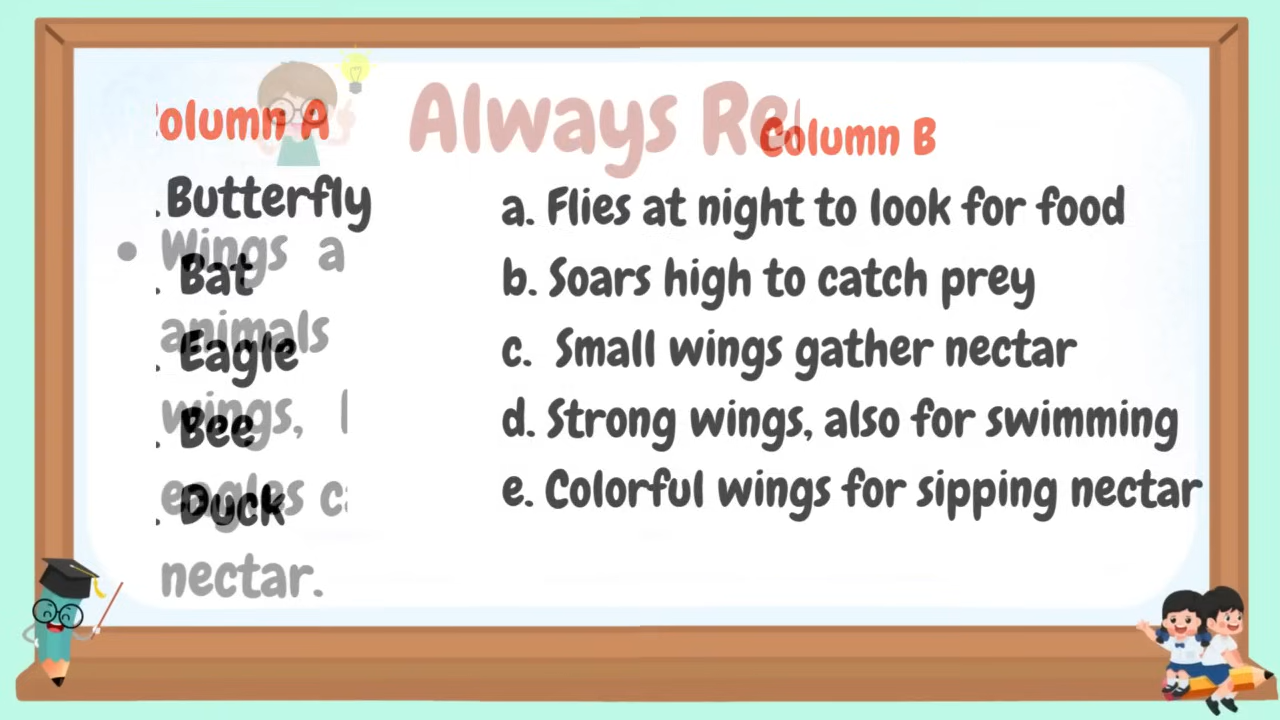 Always Re
Column A
Column B
Butterfly
Bat
Eagle
Bee
Duck
a. Flies at night to look for food
b. Soars high to catch prey
c. Small wings gather nectar
d. Strong wings, also for swimming
e. Colorful wings for sipping nectar
• Wings a
animals
wings,
eagles
nectar.